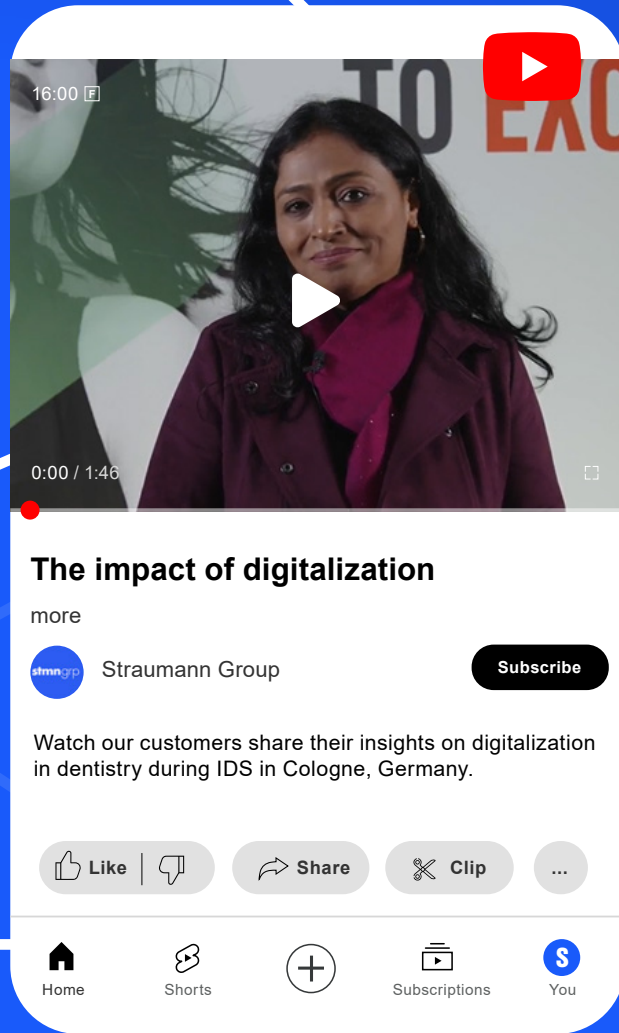 TO EXC
16:00 F
0:00 / 1:46
The impact of digitalization
more
stmngrp
Straumann Group
Subscribe
Watch our customers share their insights on digitalization
in dentistry during IDS in Cologne, Germany.
Like
Share
Clip
...
Home
Shorts
Subscriptions
S
You